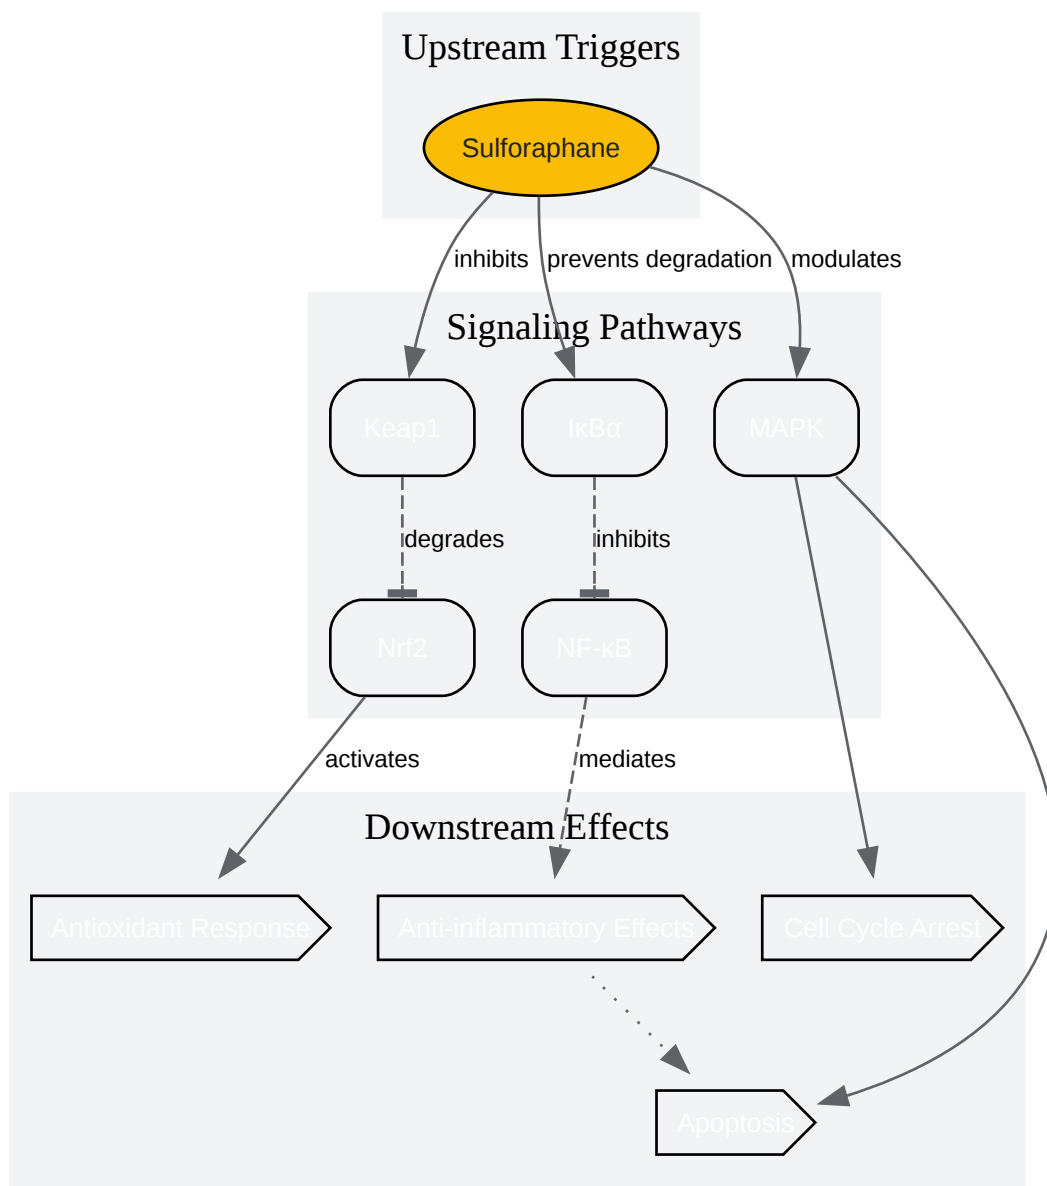 Upstream Triggers
Sulforaphane
inhibits
prevents degradation
modulates
Signaling Pathways
Keap1
IκBα
MAPK
degrades
inhibits
Nrf2
NF-κB
activates
mediates
Downstream Effects
Antioxidant Response
Anti-inflammatory Effects
Cell Cycle Arrest
Apoptosis